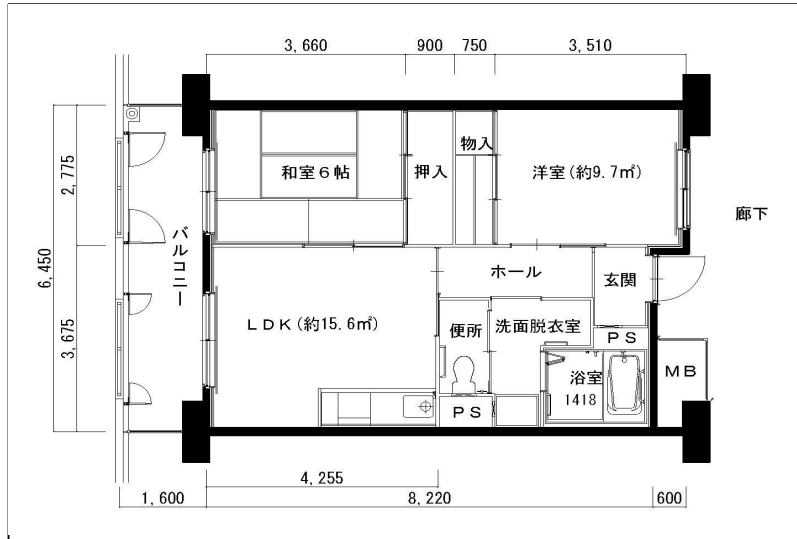 3,660
900
750
3,510
2,775
6,450
3,675
和室6帖
押入
物入
洋室(約9.7㎡)
廊下
バルコニー
ホール
玄関
LDK(約15.6㎡)
便所
洗面脱衣室
PS
浴室
1418
MB
PS
4,255
1,600
8,220
600